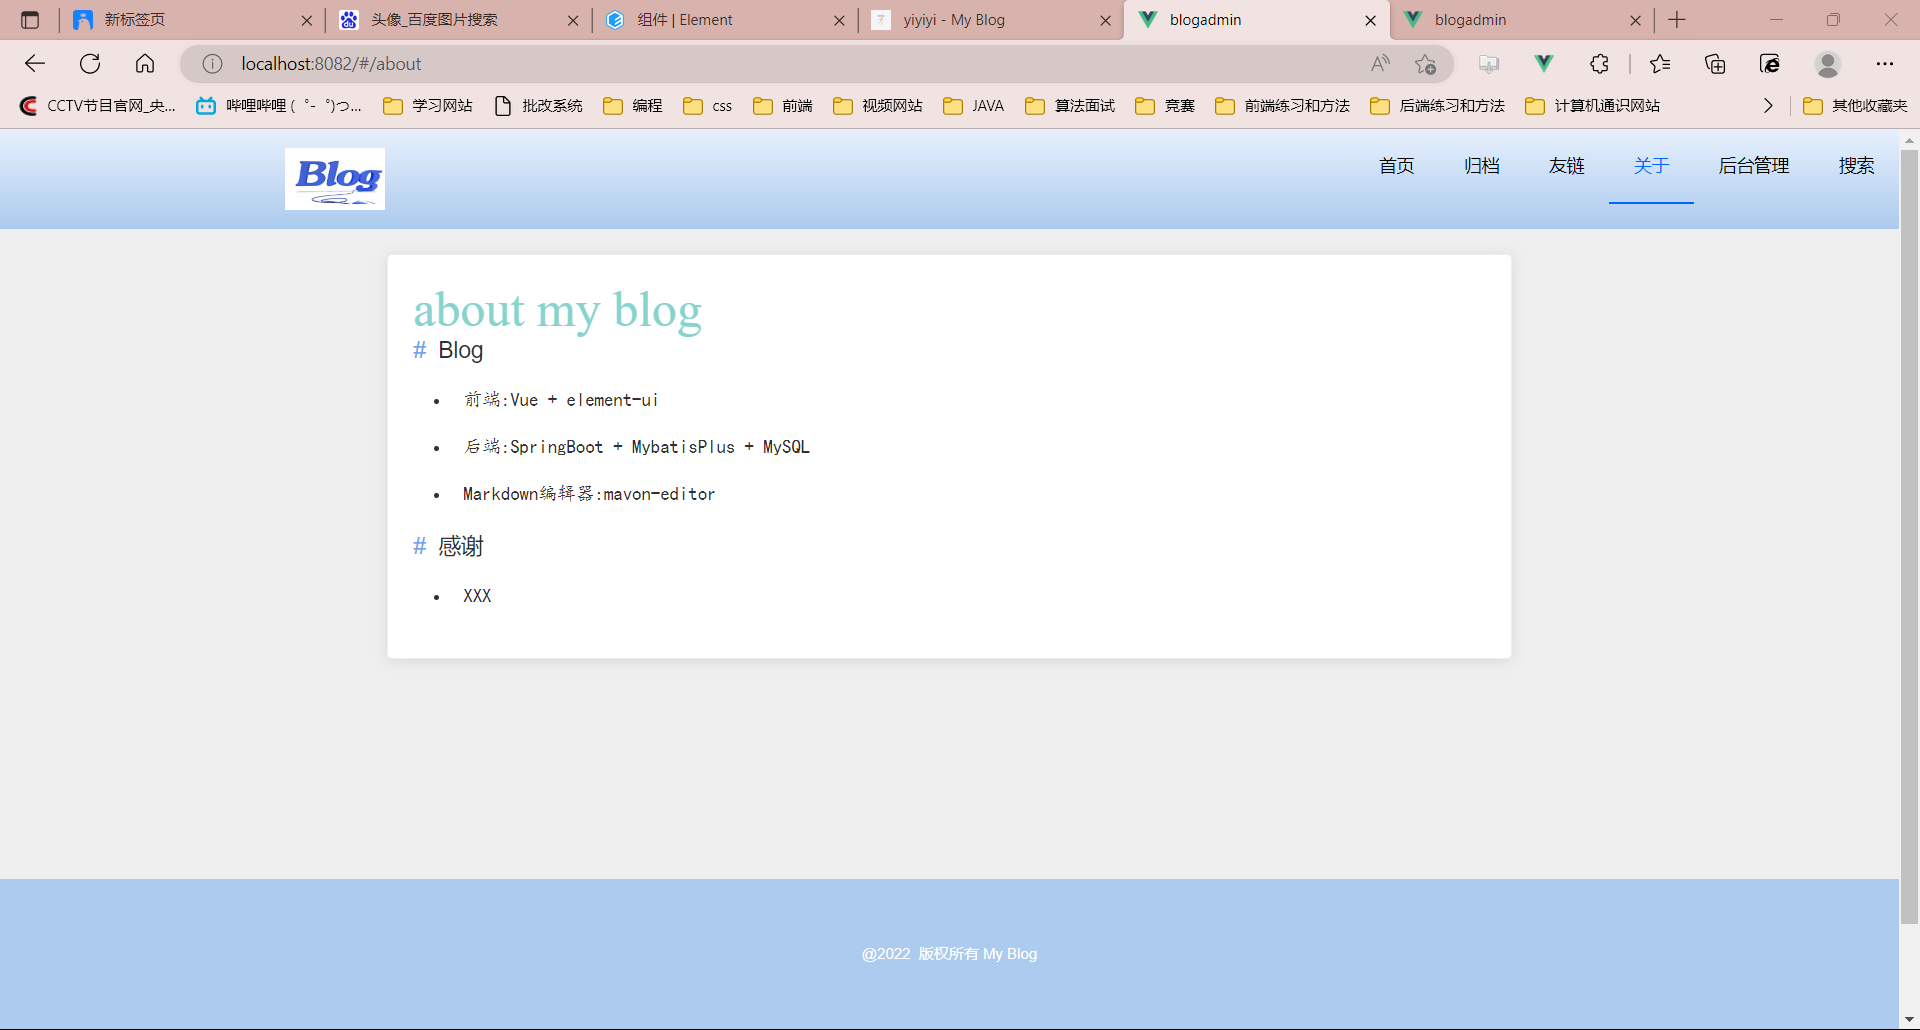 新标签页
头像_百度图片搜索
组件 | Element
yiyiyi - My Blog
blogadmin
blogadmin
localhost:8082/#/about
CCTV节目官网_央...
哔哩哔哩 ( ゜- ゜)つ...
学习网站
批改系统
编程
css
前端
视频网站
JAVA
算法面试
竞赛
前端练习和方法
后端练习和方法
计算机通识网站
其他收藏夹
Blog
首页
归档
友链
关于
后台管理
搜索
about my blog
# Blog
• 前端:Vue + element-ui
• 后端:SpringBoot + MybatisPlus + MySQL
• Markdown编辑器:mavon-editor
# 感谢
• XXX
@2022 版权所有 My Blog